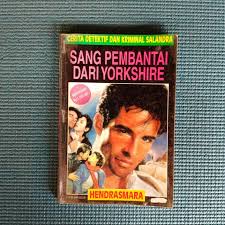 CERITA DETEKTIF DAN KRIMINAL SALANDRA
SANG PEMBANTAI
DARI YORKSHIRE
HENDRASMARA